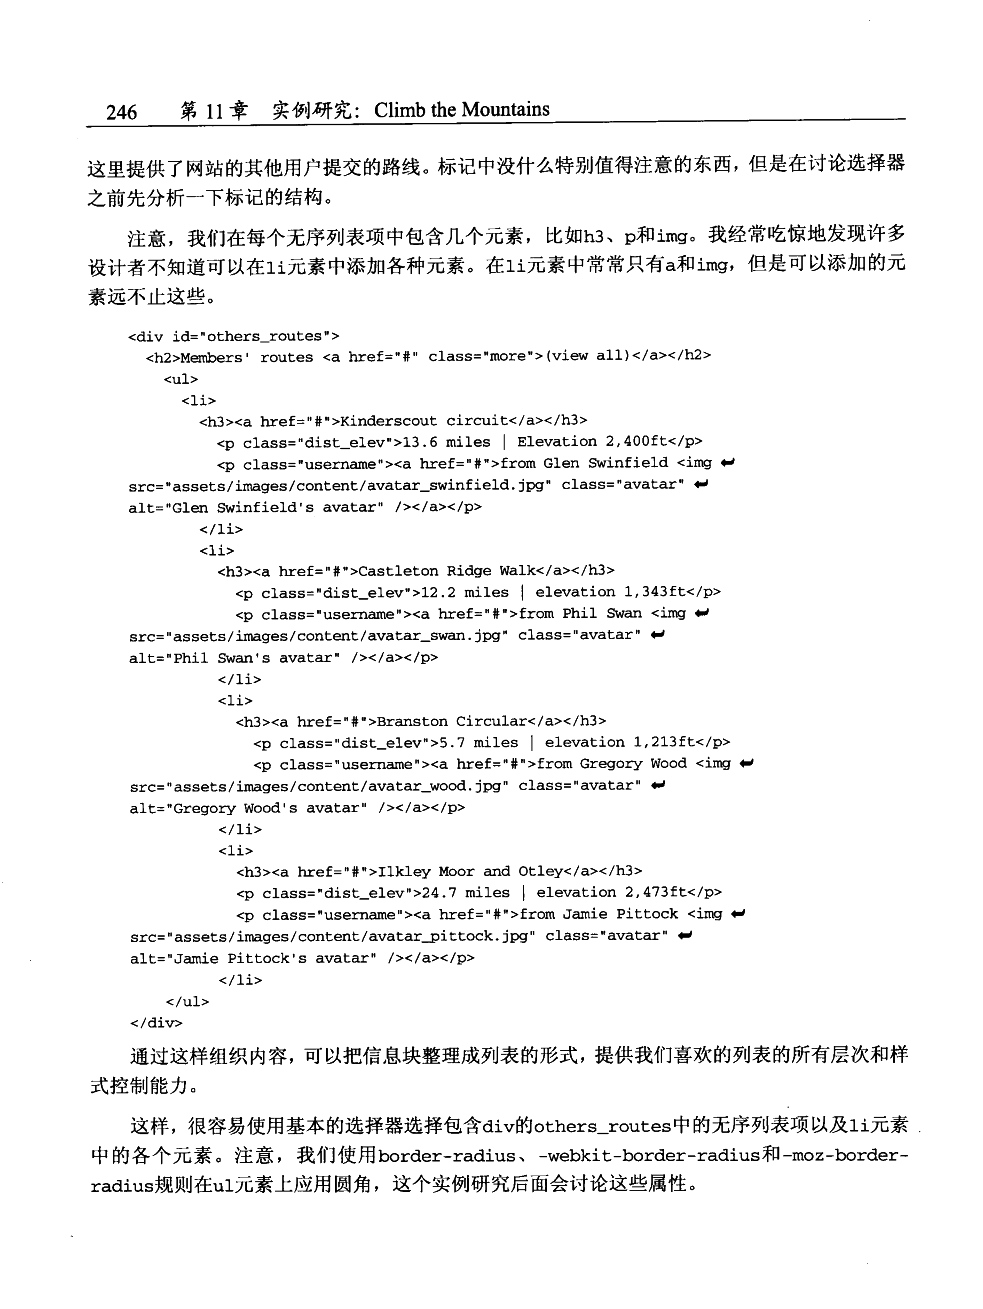 246 第 11 章 实例研究：Climb the Mountains
这里提供了网站的其他用户提交的路线。标记中没什么特别值得注意的东西，但是在讨论选择器
之前先分析一下标记的结构。
注意，我们在每个无序列表项中包含几个元素，比如h3、p和img。我经常吃惊地发现许多
设计者不知道可以在li元素中添加各种元素。在li元素中常常只有a和img，但是可以添加的元
素远不止这些。
<div id="others_routes">
<h2>Members' routes <a href="#" class="more">(view all)</a></h2>
<ul>
<li>
<h3><a href="#">Kinderscout circuit</a></h3>
<p class="dist_elev">13.6 miles | Elevation 2,400ft</p>
<p class="username"><a href="#">from Glen Swinfield <img ↩
src="assets/images/content/avatar_swinfield.jpg" class="avatar" ↩
alt="Glen Swinfield's avatar" /></a></p>
</li>
<li>
<h3><a href="#">Castleton Ridge Walk</a></h3>
<p class="dist_elev">12.2 miles | elevation 1,343ft</p>
<p class="username"><a href="#">from Phil Swan <img ↩
src="assets/images/content/avatar_swan.jpg" class="avatar" ↩
alt="Phil Swan's avatar" /></a></p>
</li>
<li>
<h3><a href="#">Branston Circular</a></h3>
<p class="dist_elev">5.7 miles | elevation 1,213ft</p>
<p class="username"><a href="#">from Gregory Wood <img ↩
src="assets/images/content/avatar_wood.jpg" class="avatar" ↩
alt="Gregory Wood's avatar" /></a></p>
</li>
<li>
<h3><a href="#">Ilkley Moor and Otley</a></h3>
<p class="dist_elev">24.7 miles | elevation 2,473ft</p>
<p class="username"><a href="#">from Jamie Pittock <img ↩
src="assets/images/content/avatar_pittock.jpg" class="avatar" ↩
alt="Jamie Pittock's avatar" /></a></p>
</li>
</ul>
</div>
通过这样组织内容，可以把信息块整理成列表的形式，提供我们喜欢的列表的所有层次和样
式控制能力。
这样，很容易使用基本的选择器选择包含div的others_routes中的无序列表项以及li元素
中的各个元素。注意，我们使用border-radius、-webkit-border-radius和-moz-border-
radius规则在ul元素上应用圆角，这个实例研究后面会讨论这些属性。